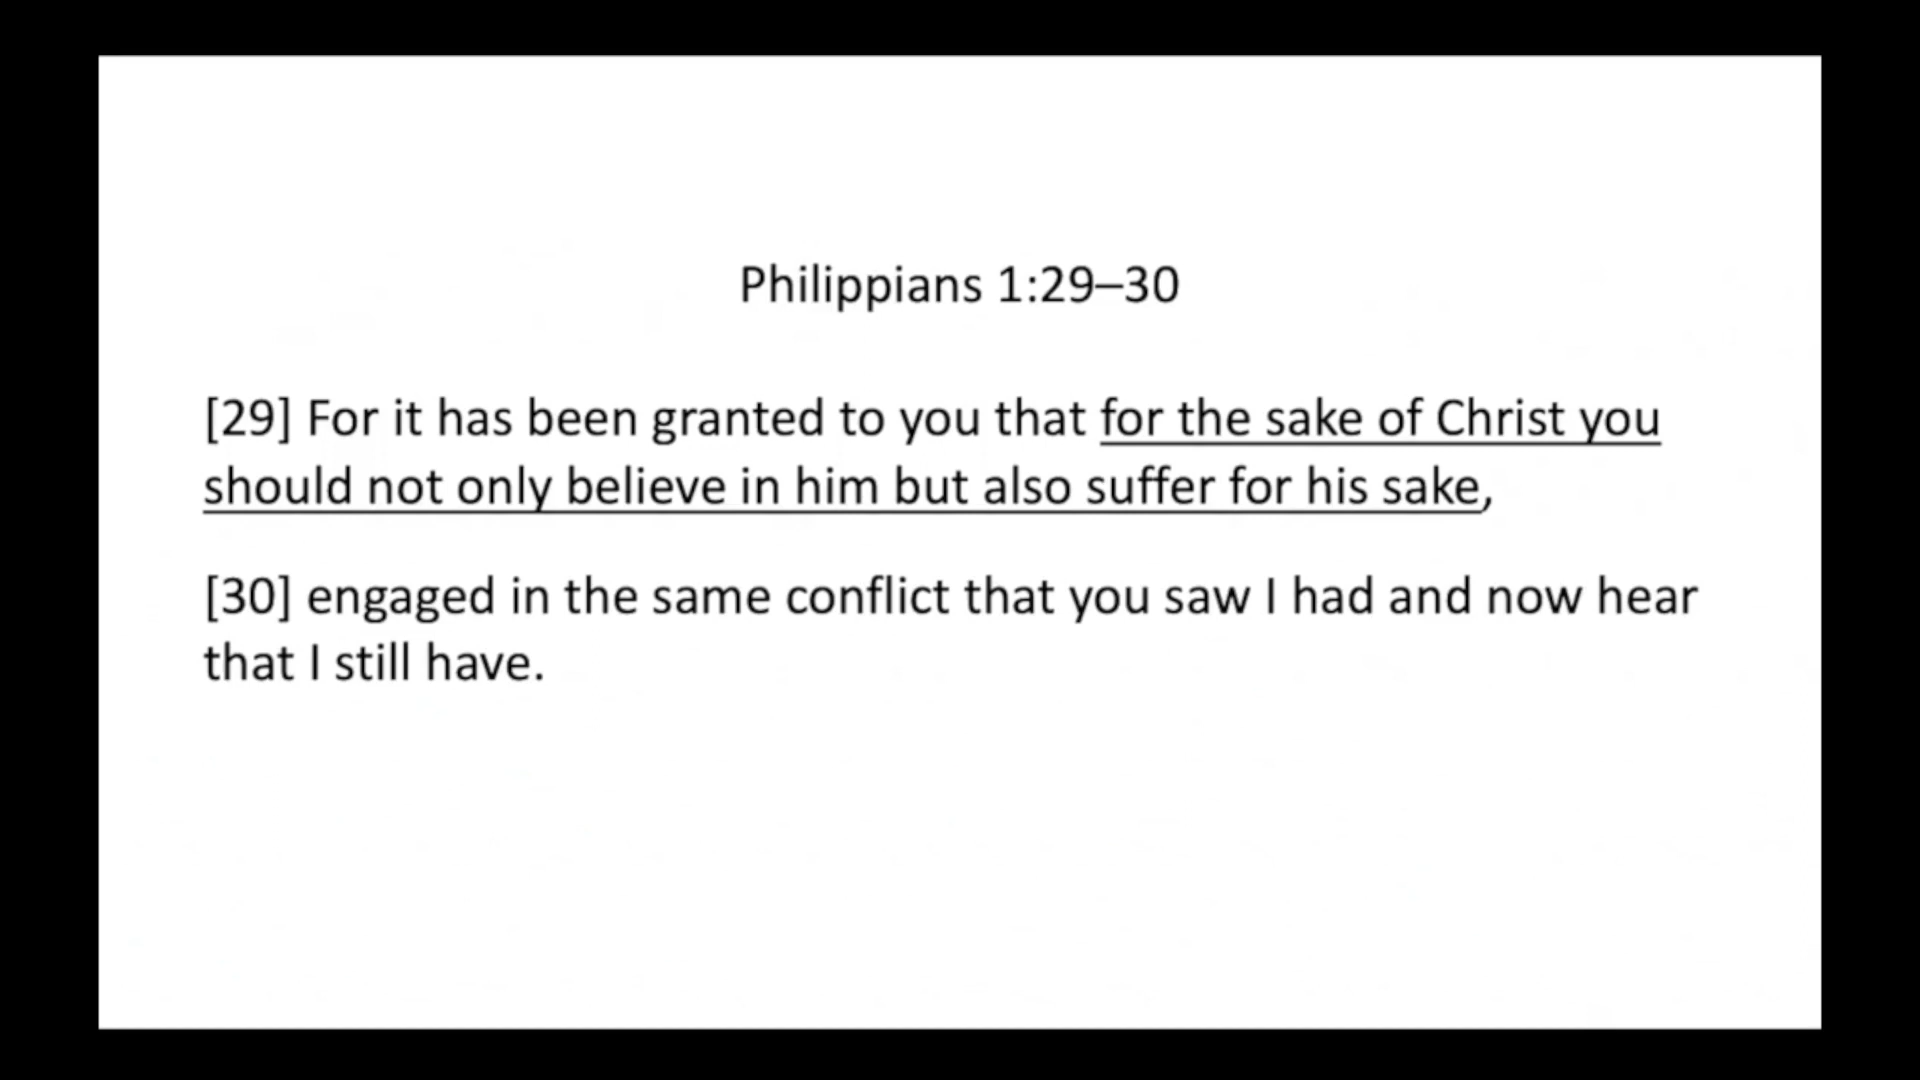 Philippians 1:29–30
[29] For it has been granted to you that for the sake of Christ you
should not only believe in him but also suffer for his sake,
[30] engaged in the same conflict that you saw I had and now hear
that I still have.